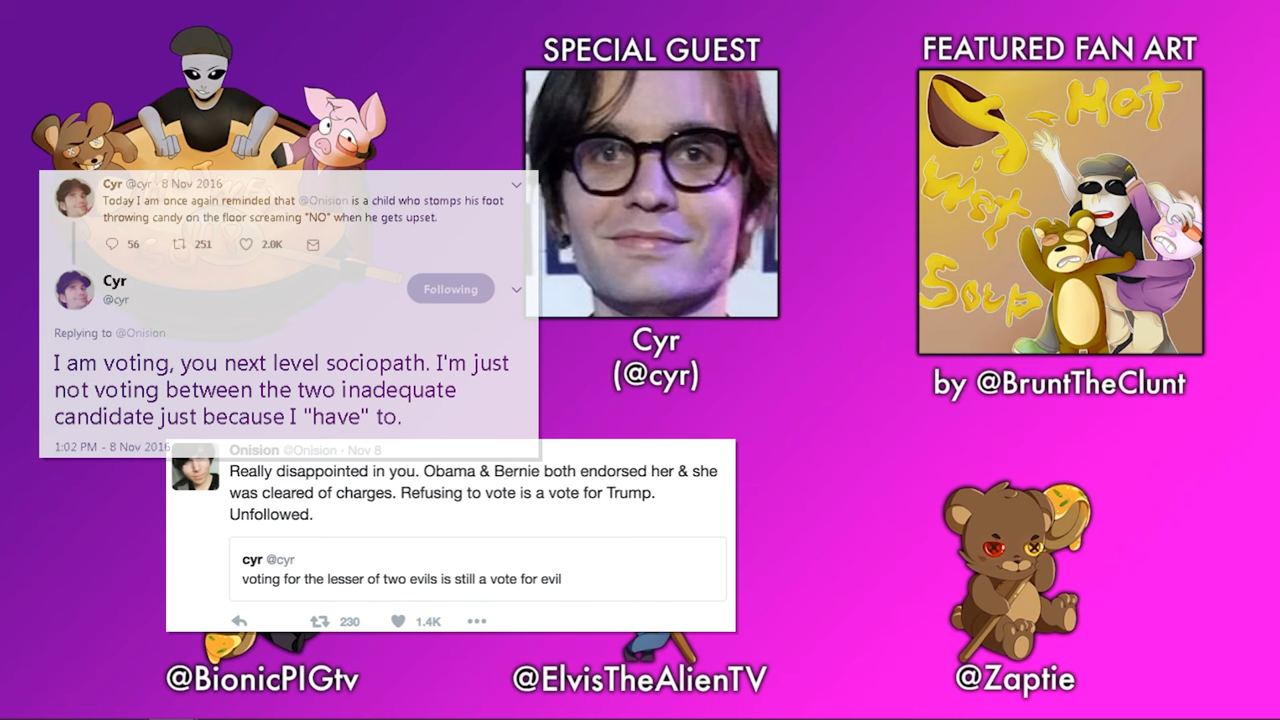 SPECIAL GUEST
FEATURED FAN ART
Hot
Wet
Soup
Cyr @cyr · 8 Nov 2016
Today I am once again reminded that @Onision is a child who stomps his foot
throwing candy on the floor screaming "NO" when he gets upset.
56 251 2.0K
Cyr
@cyr
Following
Replying to @Onision
I am voting, you next level sociopath. I'm just
not voting between the two inadequate
candidate just because I "have" to.
1:02 PM - 8 Nov 2016
Cyr
(@cyr)
by @BruntTheClunt
Onision @Onision · Nov 8
Really disappointed in you. Obama & Bernie both endorsed her & she
was cleared of charges. Refusing to vote is a vote for Trump.
Unfollowed.
cyr @cyr
voting for the lesser of two evils is still a vote for evil
230 1.4K
@BionicPIGtv
@ElvisTheAlienTV
@Zaptie